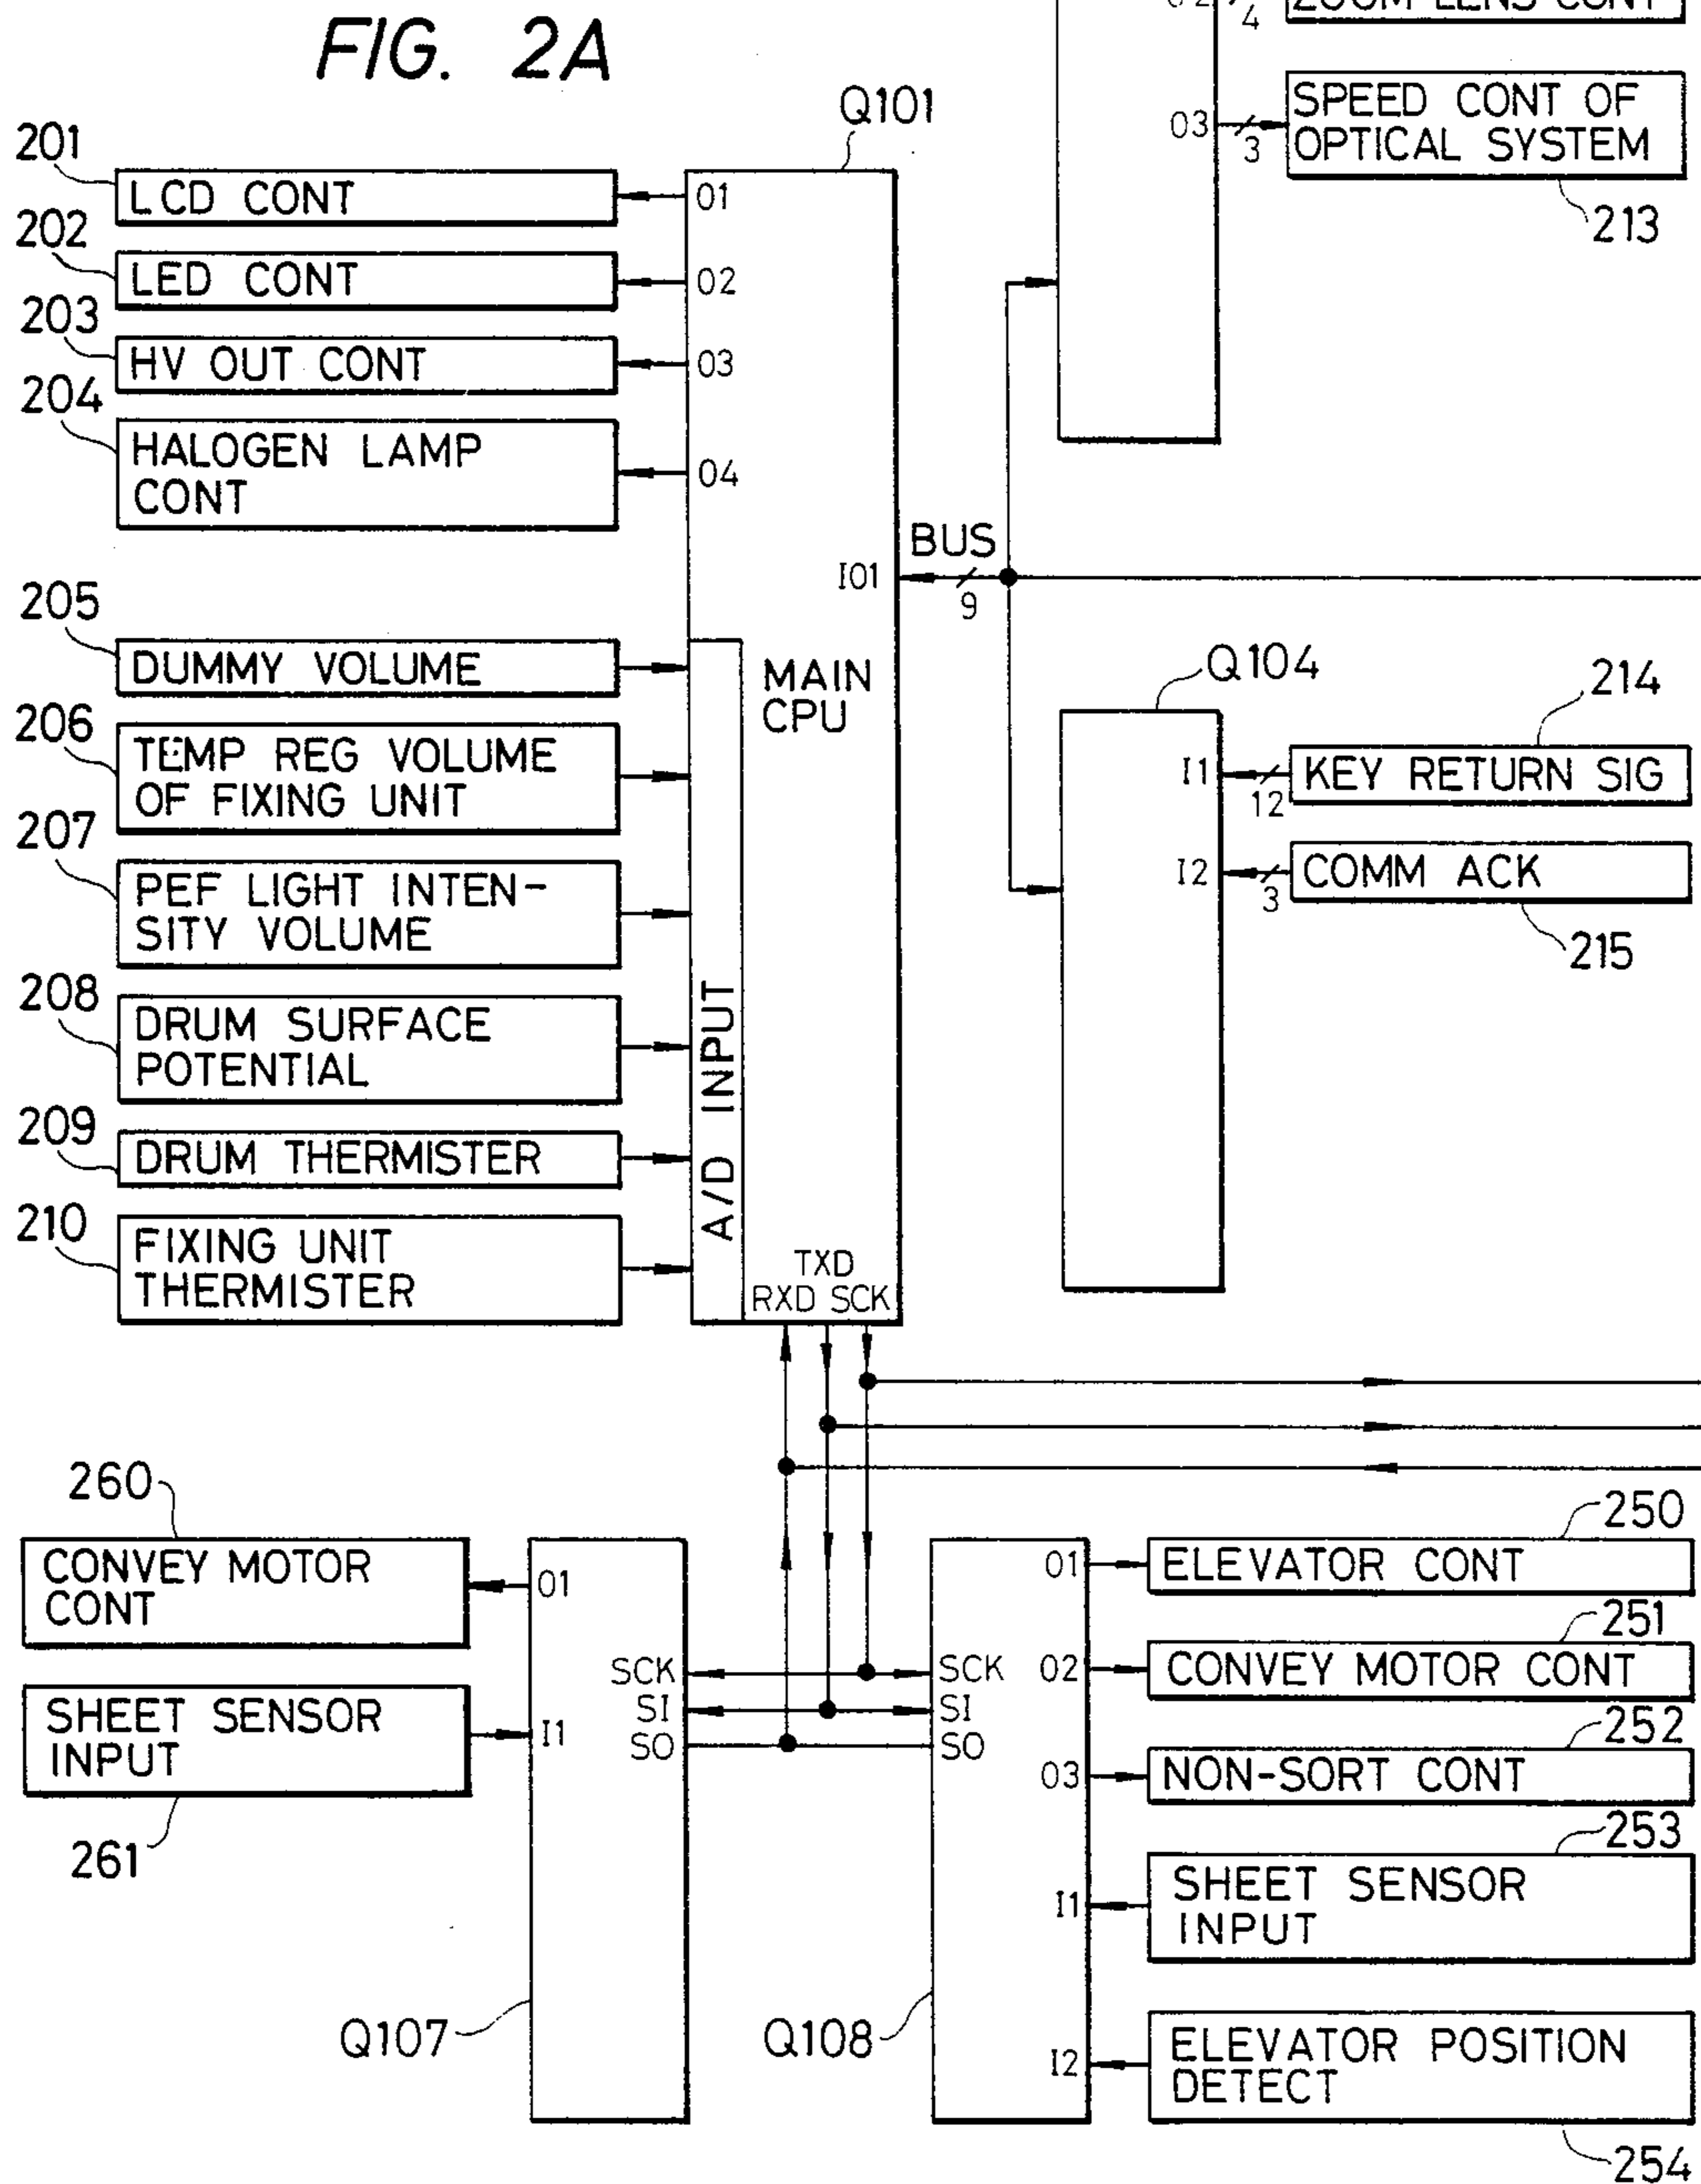 FIG. 2A
ZOOM LENS CONT
4
03
3
SPEED CONT OF
OPTICAL SYSTEM
213
Q101
201
LCD CONT
01
202
LED CONT
02
203
HV OUT CONT
03
204
HALOGEN LAMP
CONT
04
BUS
I01
9
205
DUMMY VOLUME
MAIN
CPU
206
TEMP REG VOLUME
OF FIXING UNIT
207
PEF LIGHT INTEN-
SITY VOLUME
208
DRUM SURFACE
POTENTIAL
209
DRUM THERMISTER
210
FIXING UNIT
THERMISTER
A/D INPUT
TXD
RXD SCK
Q104
214
I1
12
KEY RETURN SIG
I2
3
COMM ACK
215
260
CONVEY MOTOR
CONT
01
SHEET SENSOR
INPUT
I1
261
SCK
SI
SO
Q107
SCK
SI
SO
Q108
250
01
ELEVATOR CONT
251
02
CONVEY MOTOR CONT
252
03
NON-SORT CONT
253
I1
SHEET SENSOR
INPUT
I2
ELEVATOR POSITION
DETECT
254